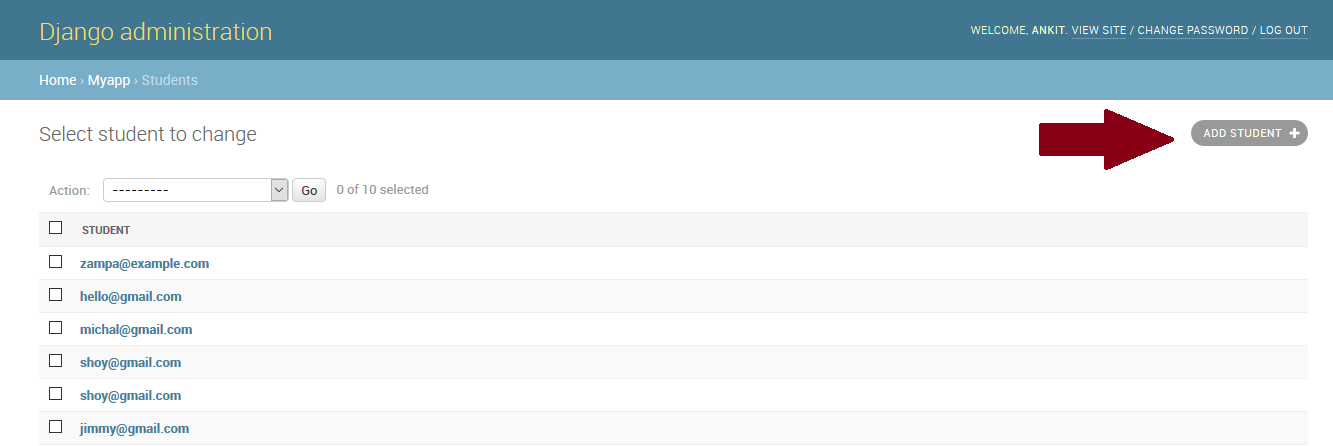 Django administration
WELCOME, ANKIT. VIEW SITE / CHANGE PASSWORD / LOG OUT
Home › Myapp › Students
Select student to change
ADD STUDENT +
Action: --------- Go 0 of 10 selected
STUDENT
zampa@example.com
hello@gmail.com
michal@gmail.com
shoy@gmail.com
shoy@gmail.com
jimmy@gmail.com